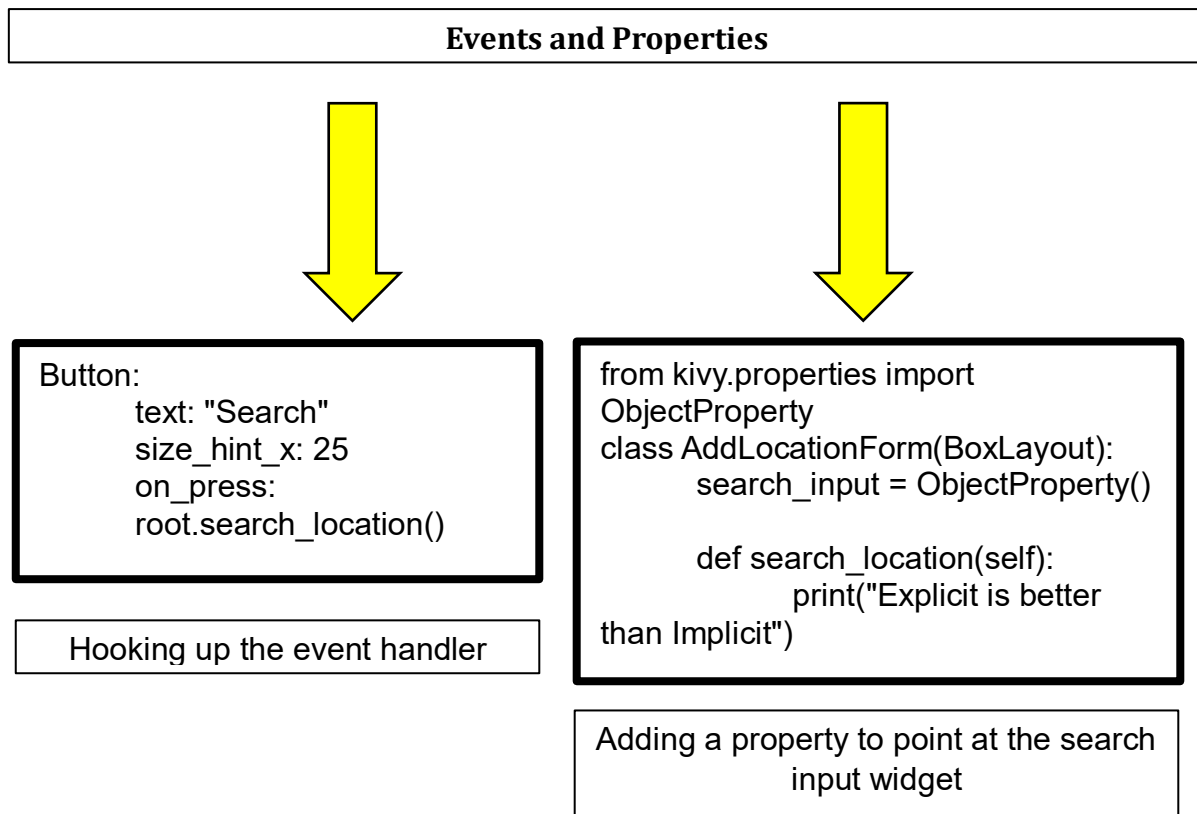 Events and Properties
Button:
text: "Search"
size_hint_x: 25
on_press:
root.search_location()
Hooking up the event handler
from kivy.properties import
ObjectProperty
class AddLocationForm(BoxLayout):
search_input = ObjectProperty()
def search_location(self):
print("Explicit is better
than Implicit")
Adding a property to point at the search
input widget